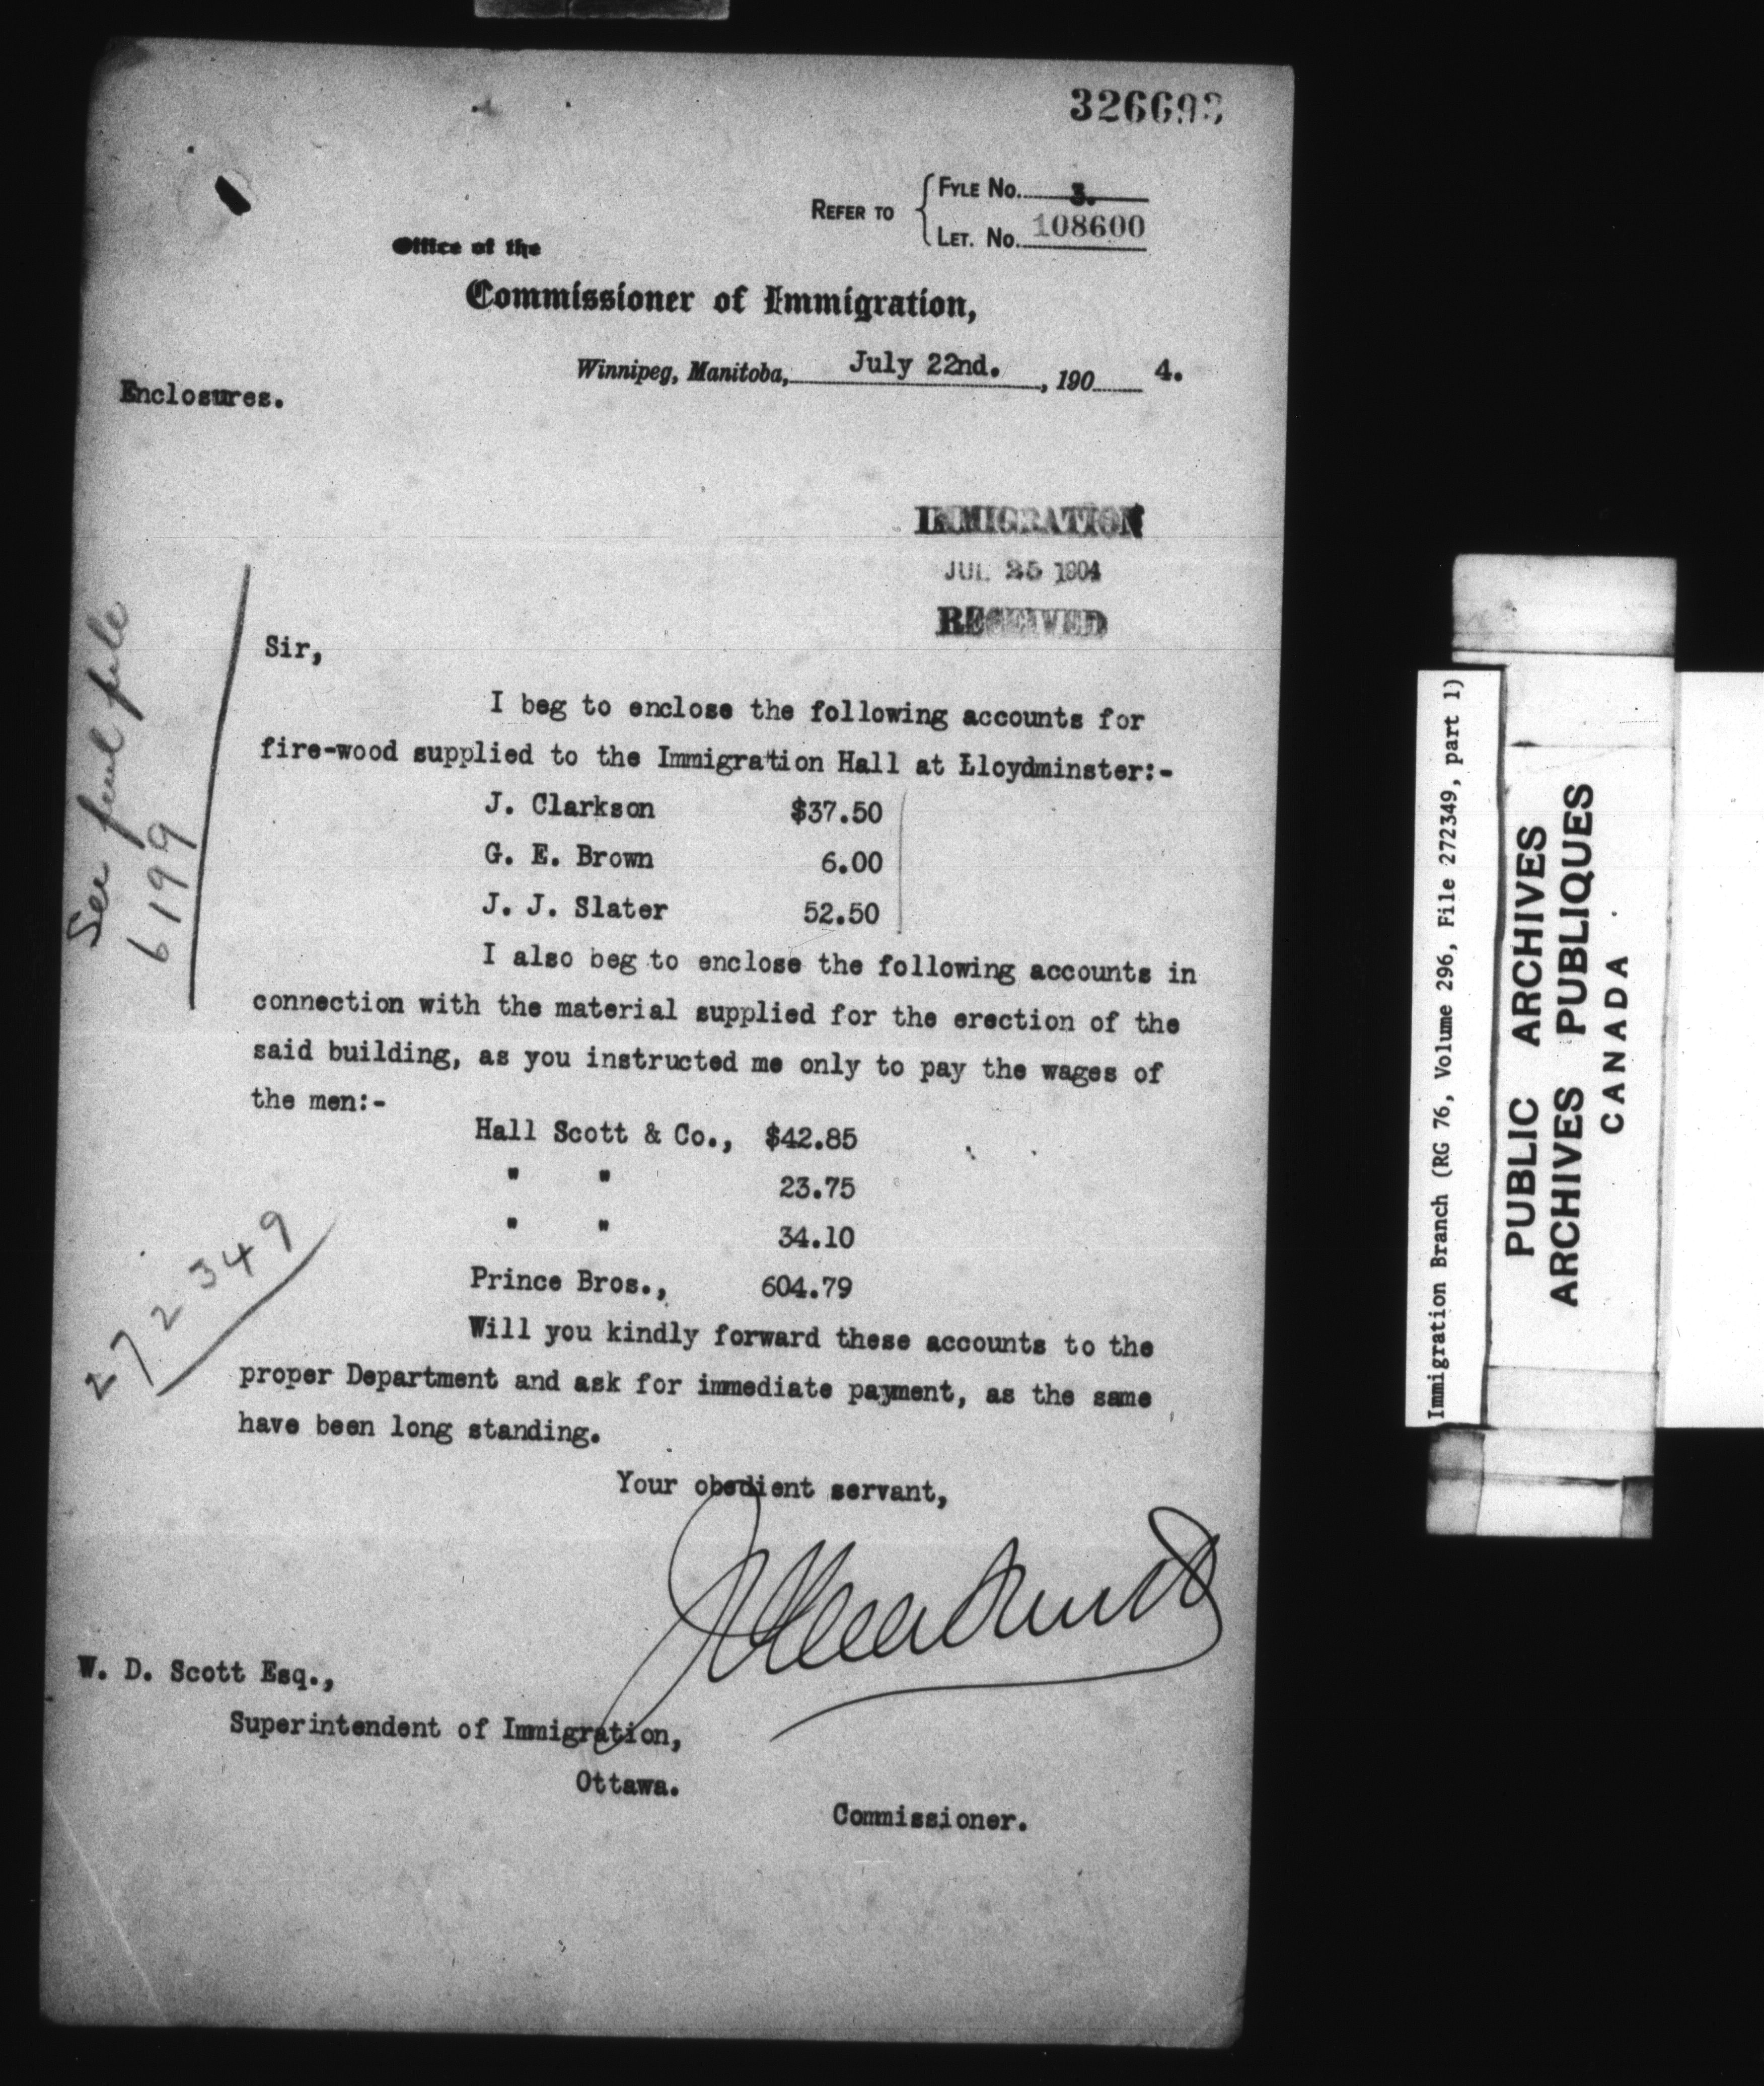 326693
REFER TO
FYLE No. 3.
LET. No. 108600
Office of the
Commissioner of Immigration,
Winnipeg, Manitoba, July 22nd. , 190 4.
Enclosures.
IMMIGRATION
JUL 25 1904
RECEIVED
See fuel file
6199
Sir,
I beg to enclose the following accounts for
fire-wood supplied to the Immigration Hall at Lloydminster:-
J. Clarkson $37.50
G. E. Brown 6.00
J. J. Slater 52.50
I also beg to enclose the following accounts in
connection with the material supplied for the erection of the
said building, as you instructed me only to pay the wages of
the men:-
Hall Scott & Co., $42.85
" " 23.75
" " 34.10
Prince Bros., 604.79
272349
Will you kindly forward these accounts to the
proper Department and ask for immediate payment, as the same
have been long standing.
Your obedient servant,
W. D. Scott Esq.,
Superintendent of Immigration,
Ottawa.
Commissioner.
Immigration Branch (RG 76, Volume 296, File 272349, part 1)
PUBLIC ARCHIVES
ARCHIVES PUBLIQUES
CANADA